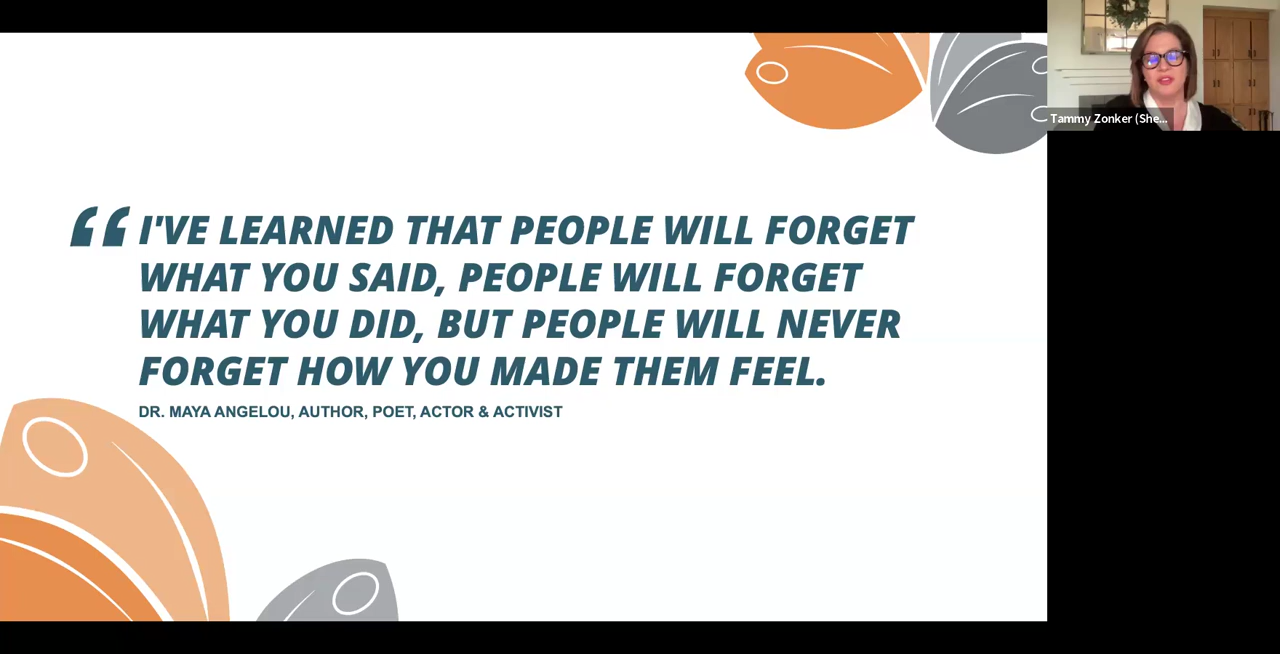 Tammy Zonker (She...
“ I'VE LEARNED THAT PEOPLE WILL FORGET
WHAT YOU SAID, PEOPLE WILL FORGET
WHAT YOU DID, BUT PEOPLE WILL NEVER
FORGET HOW YOU MADE THEM FEEL.
DR. MAYA ANGELOU, AUTHOR, POET, ACTOR & ACTIVIST